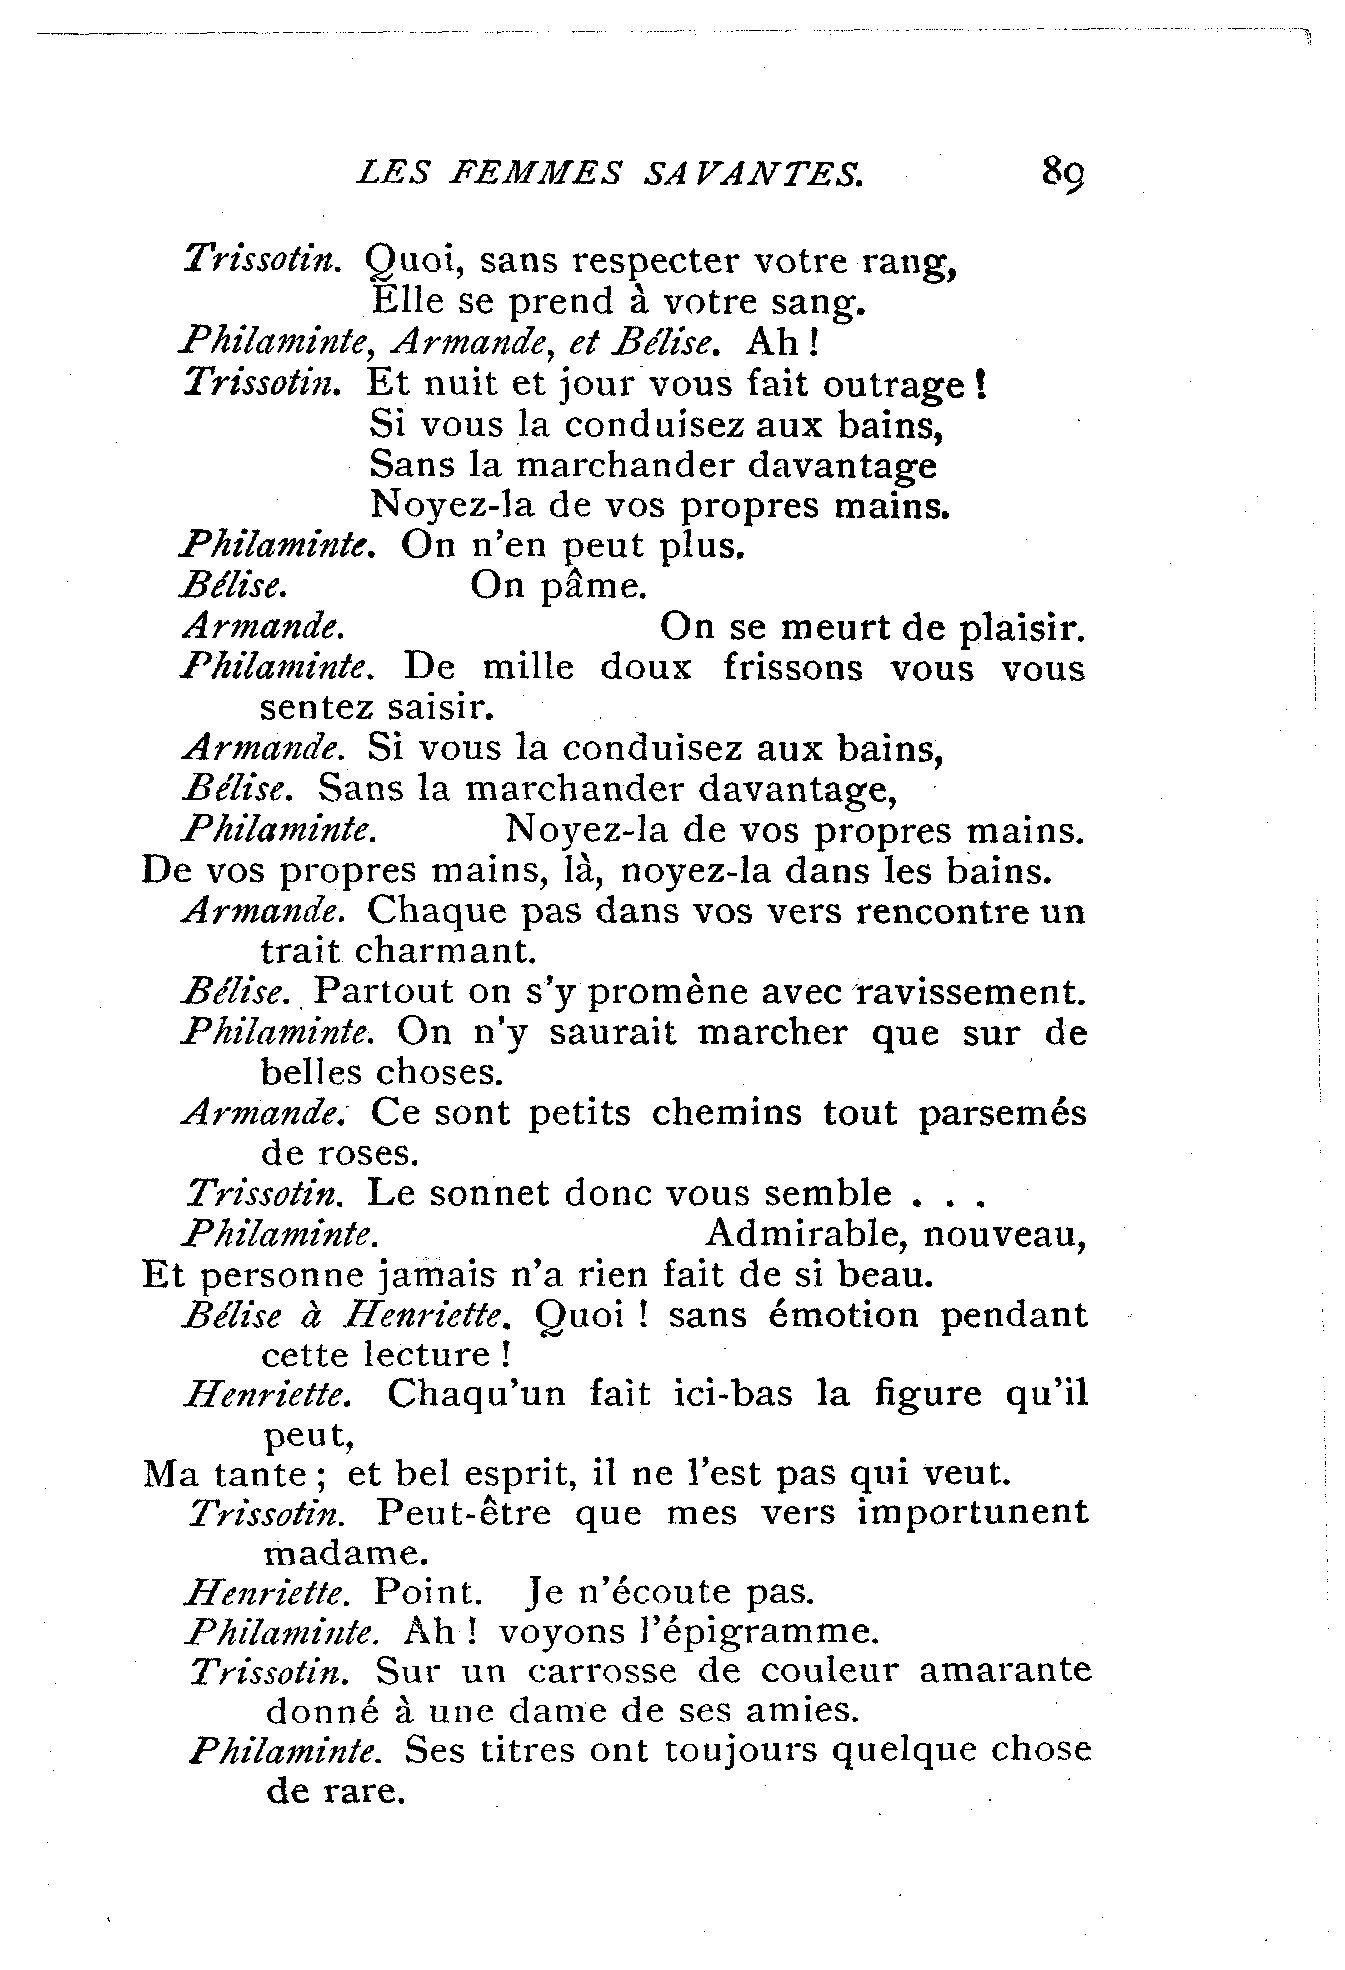 LES FEMMES SAVANTES. 89
Trissotin. Quoi, sans respecter votre rang,
Elle se prend à votre sang.
Philaminte, Armande, et Bélise. Ah !
Trissotin. Et nuit et jour vous fait outrage !
Si vous la conduisez aux bains,
Sans la marchander davantage
Noyez-la de vos propres mains.
Philaminte. On n'en peut plus.
Bélise. On pâme.
Armande. On se meurt de plaisir.
Philaminte. De mille doux frissons vous vous
sentez saisir.
Armande. Si vous la conduisez aux bains,
Bélise. Sans la marchander davantage,
Philaminte. Noyez-la de vos propres mains.
De vos propres mains, là, noyez-la dans les bains.
Armande. Chaque pas dans vos vers rencontre un
trait charmant.
Bélise. Partout on s'y promène avec ravissement.
Philaminte. On n'y saurait marcher que sur de
belles choses.
Armande. Ce sont petits chemins tout parsemés
de roses.
Trissotin. Le sonnet donc vous semble . . .
Philaminte. Admirable, nouveau,
Et personne jamais n'a rien fait de si beau.
Bélise à Henriette. Quoi ! sans émotion pendant
cette lecture !
Henriette. Chaqu'un fait ici-bas la figure qu'il
peut,
Ma tante ; et bel esprit, il ne l'est pas qui veut.
Trissotin. Peut-être que mes vers importunent
madame.
Henriette. Point. Je n'écoute pas.
Philaminte. Ah ! voyons l'épigramme.
Trissotin. Sur un carrosse de couleur amarante
donné à une dame de ses amies.
Philaminte. Ses titres ont toujours quelque chose
de rare.